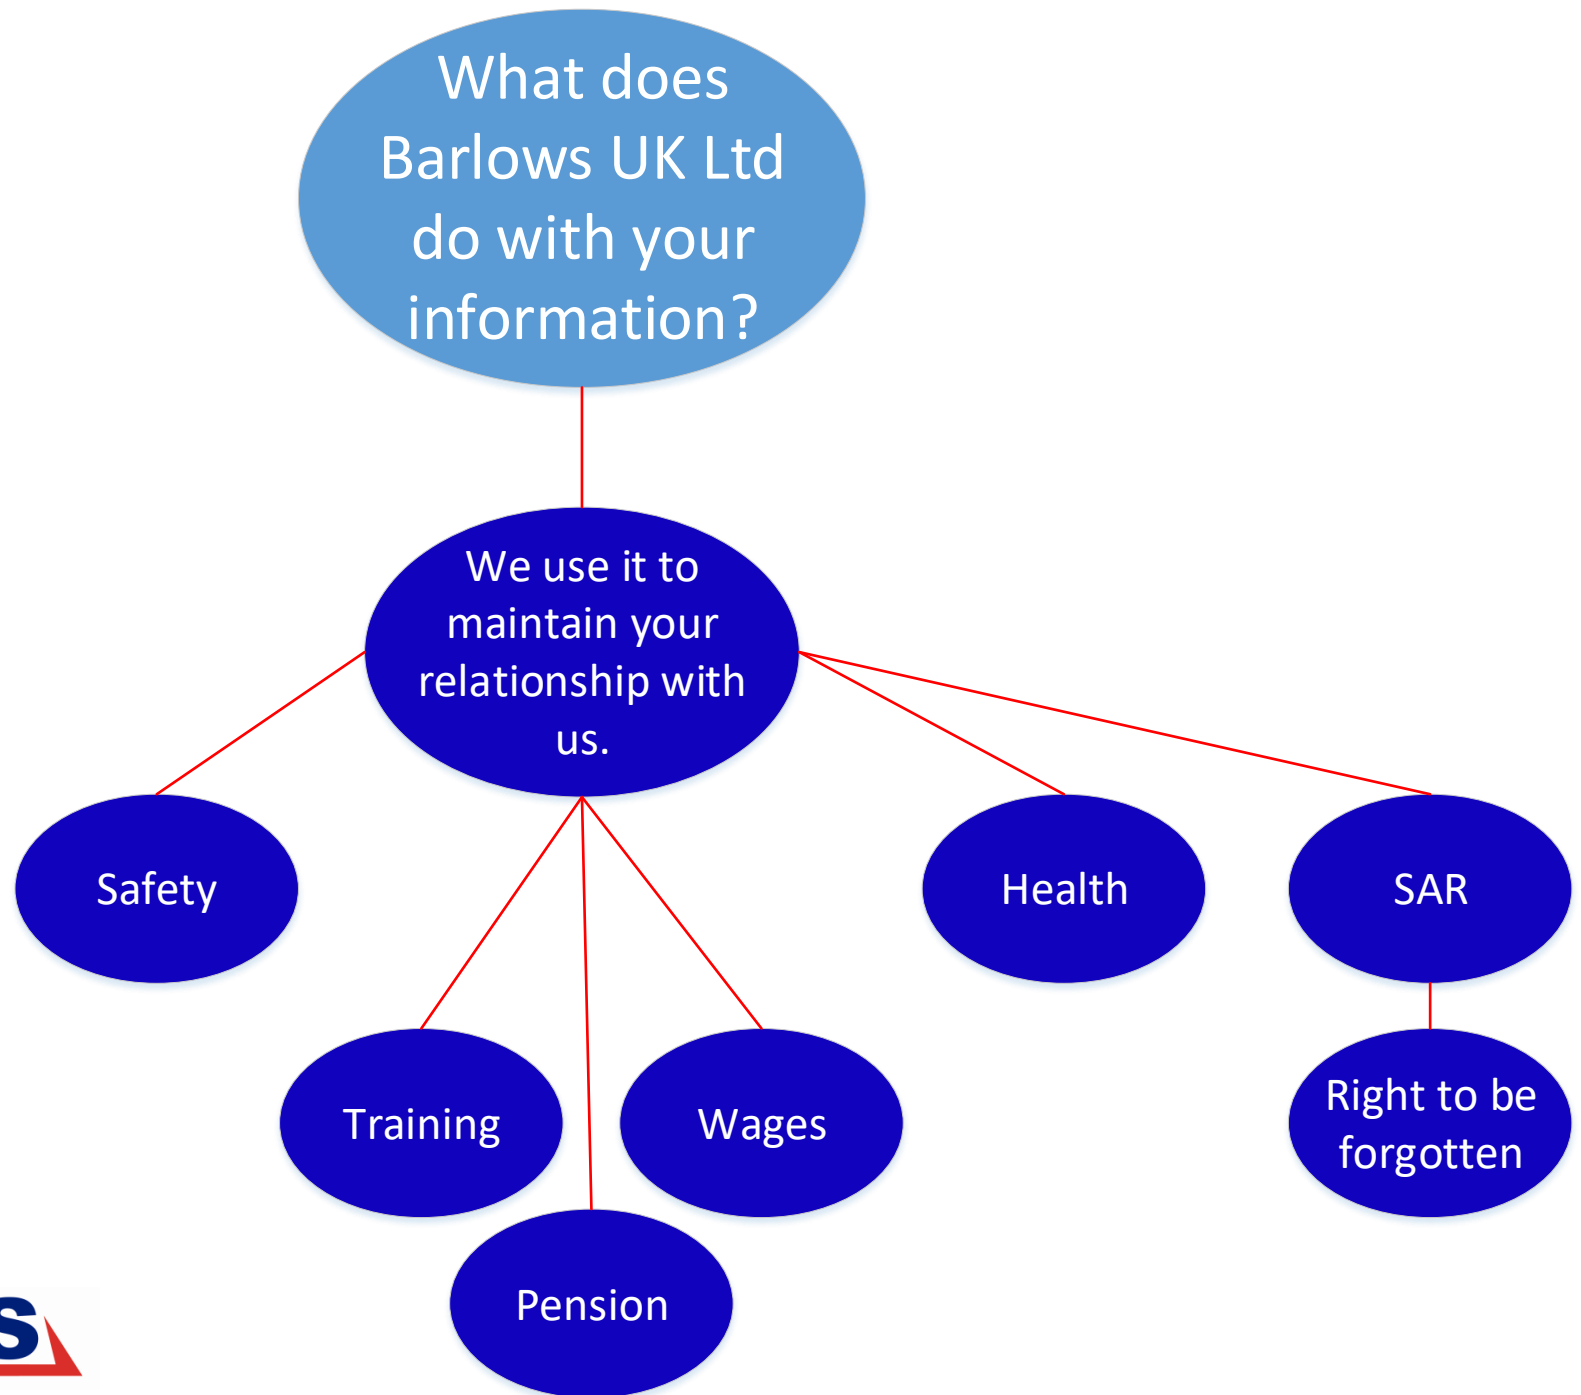 What does
Barlows UK Ltd
do with your
information?
We use it to
maintain your
relationship with
us.
Safety
Health
SAR
Training
Wages
Right to be
forgotten
Pension
S